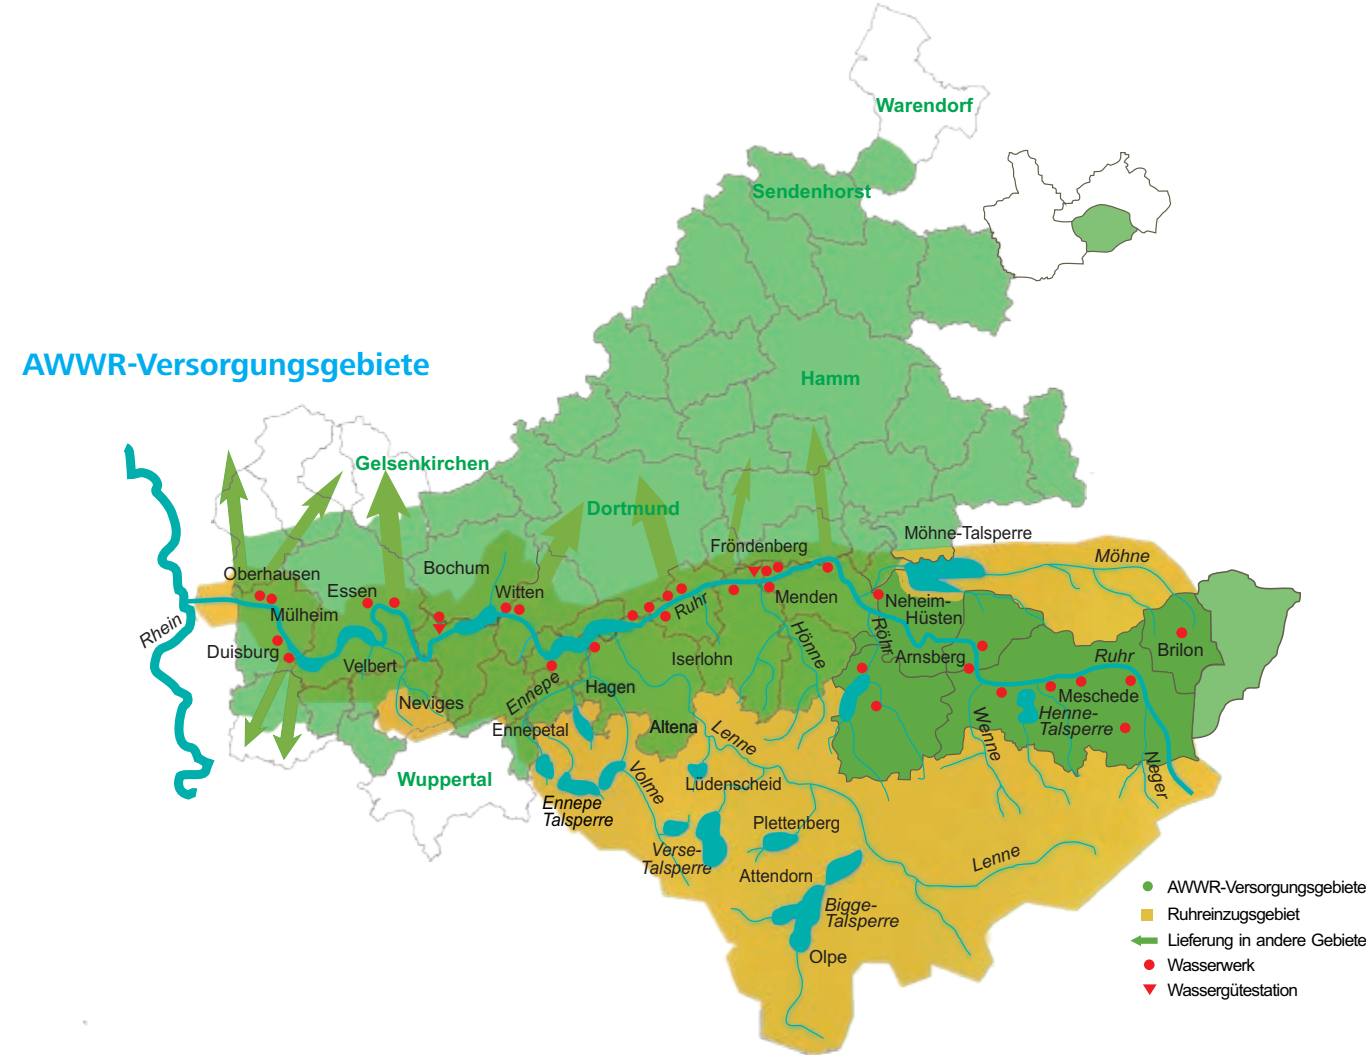 Warendorf
Sendenhorst
AWWR-Versorgungsgebiete
Hamm
Gelsenkirchen
Dortmund
Möhne-Talsperre
Fröndenberg
Möhne
Bochum
Oberhausen
Essen
Witten
Menden
Neheim-
Hüsten
Mülheim
Ruhr
Rhein
Duisburg
Velbert
Iserlohn
Hönne
Röhr
Arnsberg
Ruhr
Brilon
Neviges
Ennepe
Hagen
Meschede
Henne-
Talsperre
Ennepetal
Altena
Lenne
Wenne
Neger
Wuppertal
Volme
Lüdenscheid
Ennepe
Talsperre
Plettenberg
Verse-
Talsperre
Lenne
Attendorn
Bigge-
Talsperre
Olpe
AWWR-Versorgungsgebiete
Ruhreinzugsgebiet
Lieferung in andere Gebiete
Wasserwerk
Wassergütestation